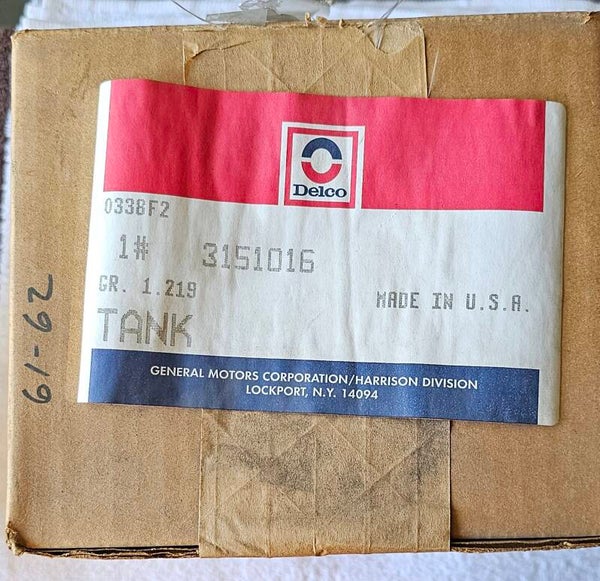 Delco
0338F2
1# 3151016
GR. 1.219
MADE IN U.S.A.
TANK
GENERAL MOTORS CORPORATION/HARRISON DIVISION
LOCKPORT, N.Y. 14094
61-62